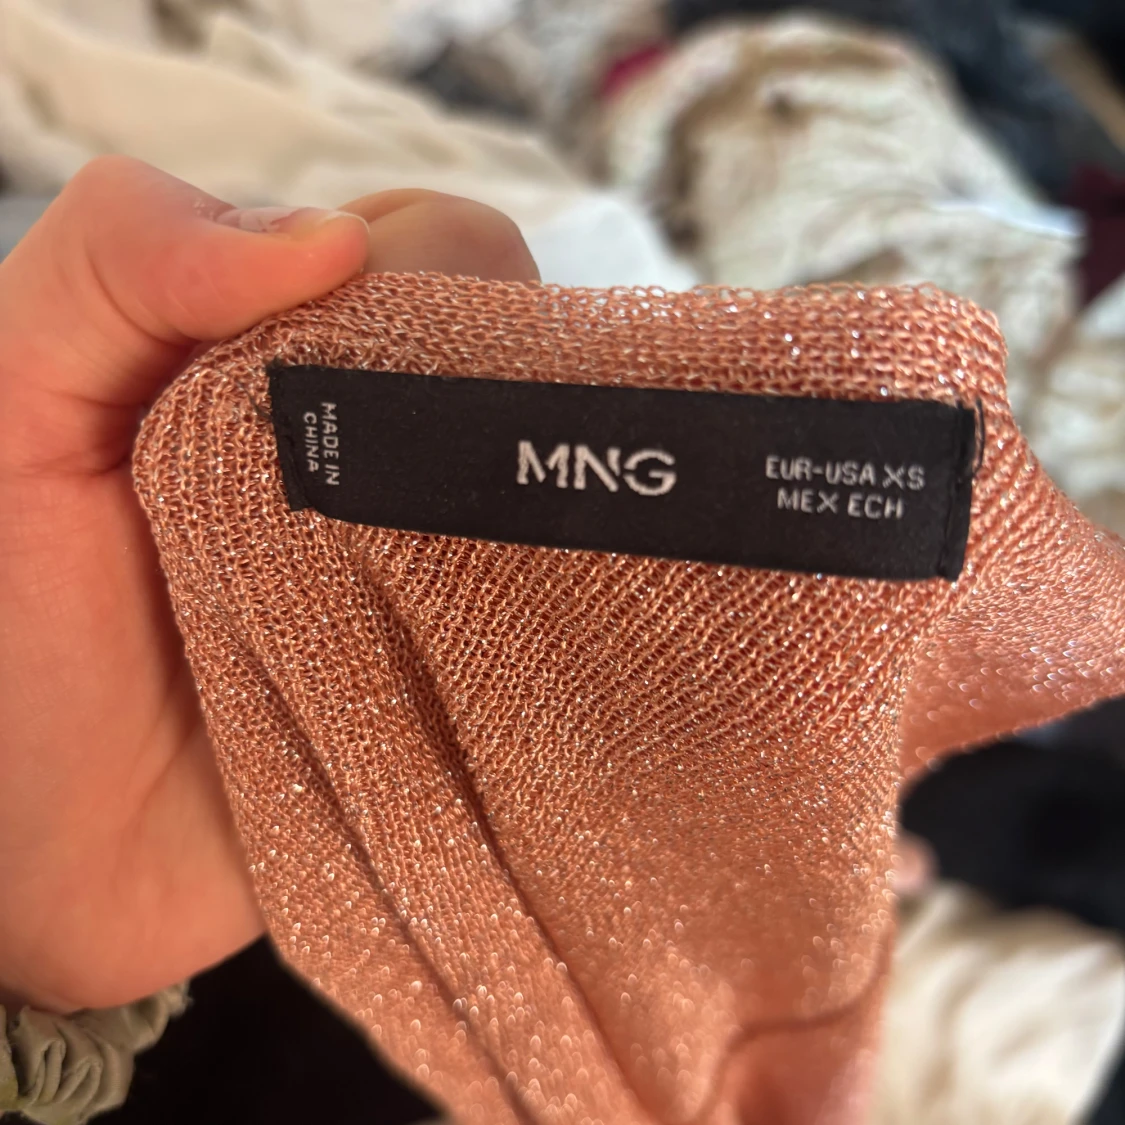 MADE IN
CHINA
MNG
EUR-USA XS
MEX ECH